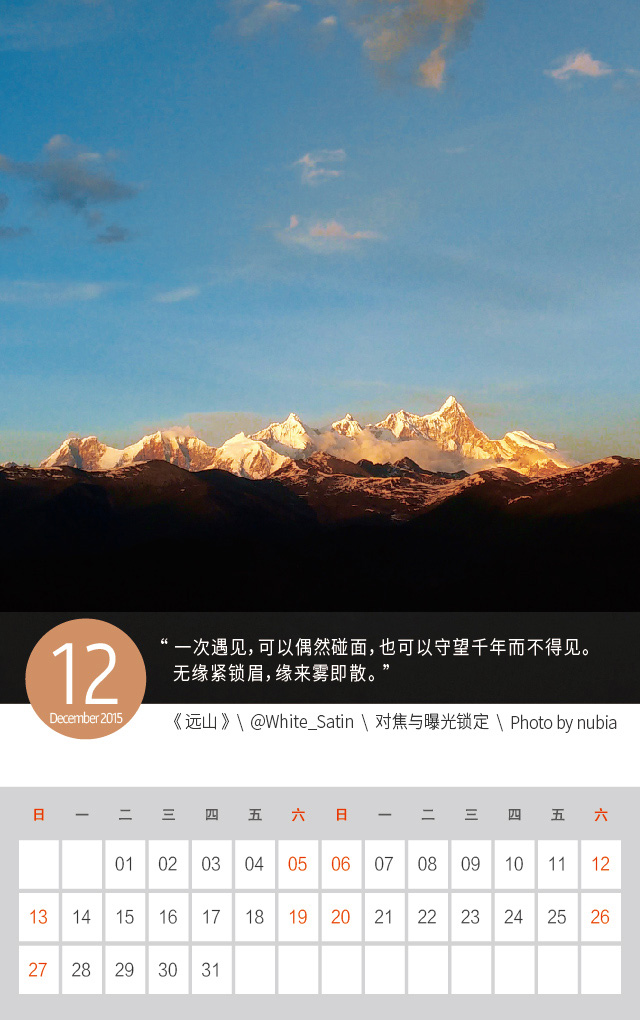 12
December 2015
“ 一次遇见，可以偶然碰面，也可以守望千年而不得见。
无缘紧锁眉，缘来雾即散。”
《 远山 》\ @White_Satin \ 对焦与曝光锁定 \ Photo by nubia
日 一 二 三 四 五 六 日 一 二 三 四 五 六
01 02 03 04 05 06 07 08 09 10 11 12
13 14 15 16 17 18 19 20 21 22 23 24 25 26
27 28 29 30 31